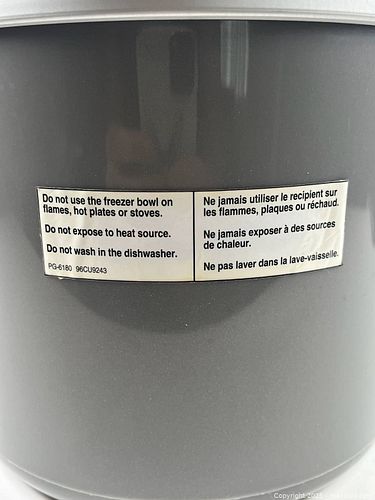 Do not use the freezer bowl on
flames, hot plates or stoves.
Do not expose to heat source.
Do not wash in the dishwasher.
PG-6180 96CU9243
Ne jamais utiliser le recipient sur
les flammes, plaques ou réchaud.
Ne jamais exposer à des sources
de chaleur.
Ne pas laver dans la lave-vaisselle.
Copyright